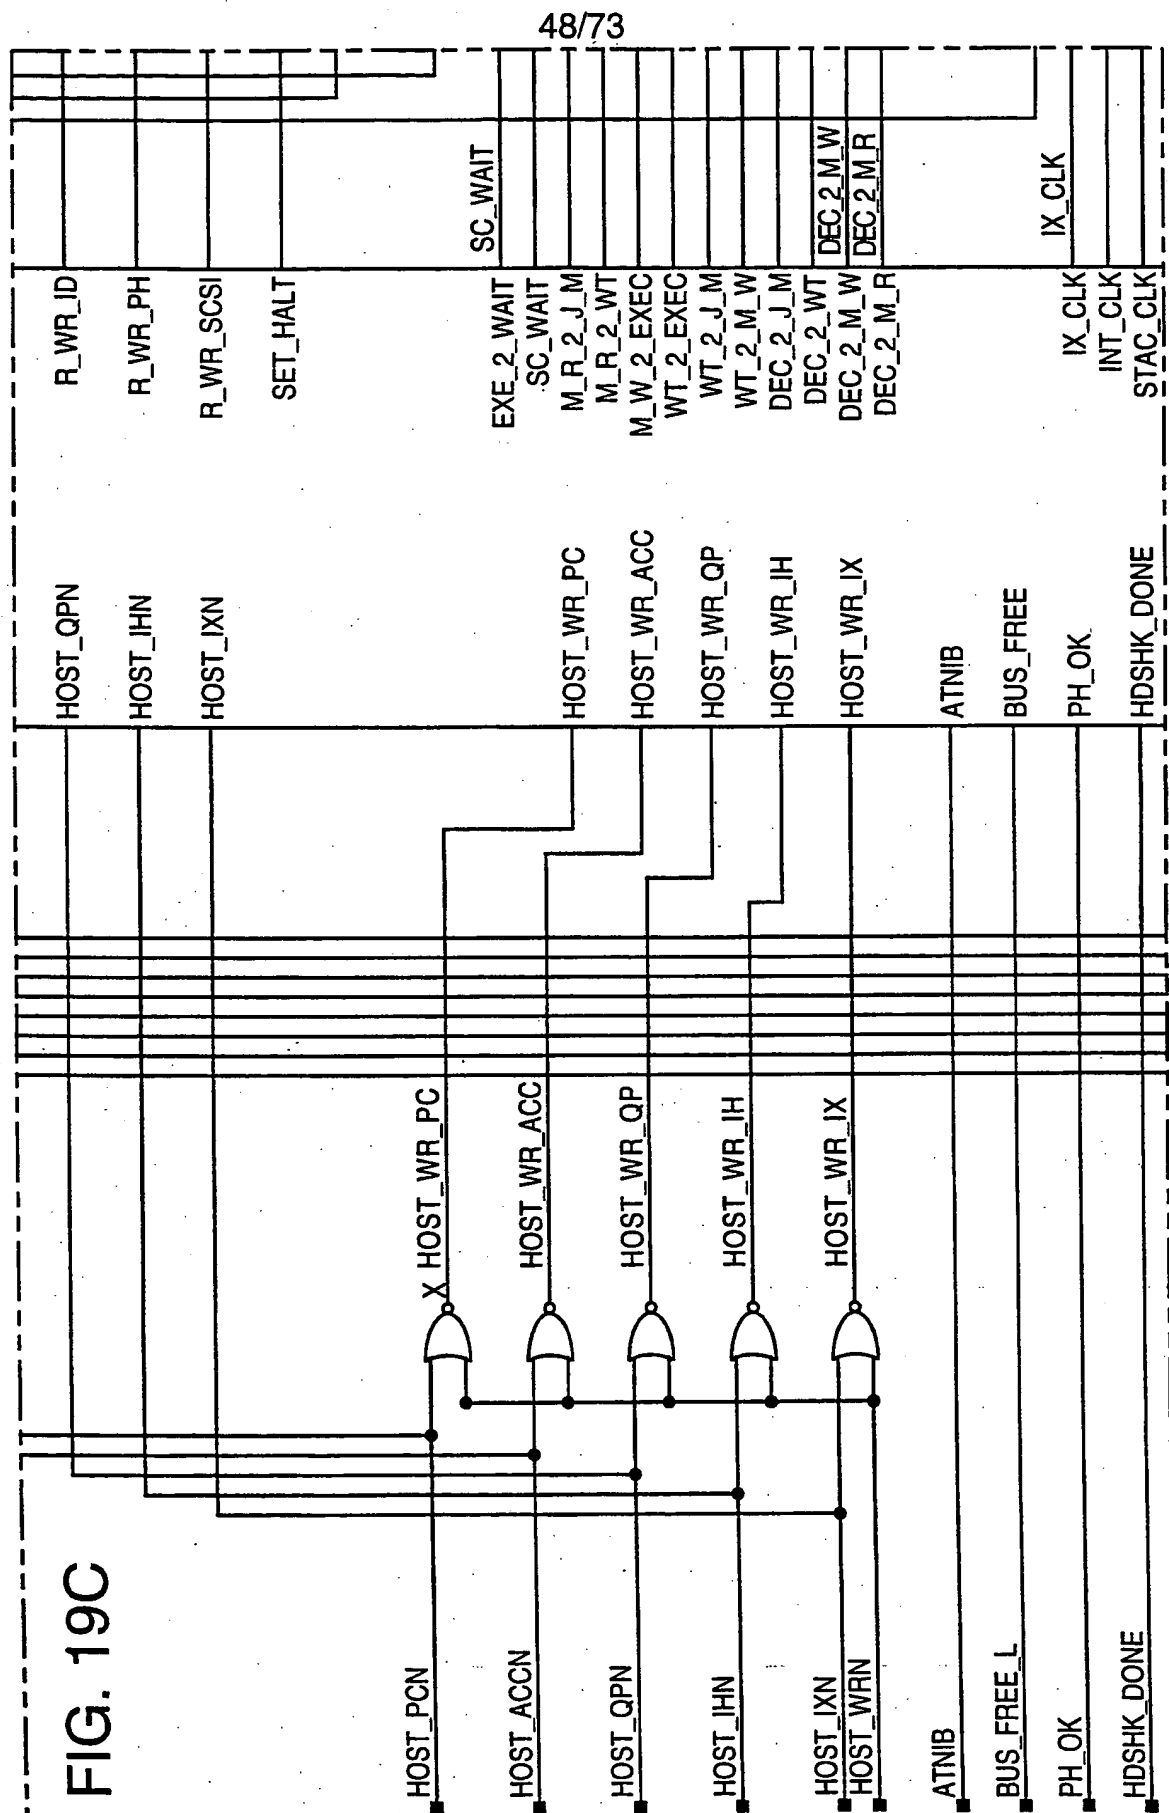 48/73
FIG. 19C
HOST_PCN
HOST_ACCN
HOST_QPN
HOST_IHN
HOST_IXN
HOST_WRN
ATNIB
BUS_FREE_L
PH_OK
HDSHK_DONE
X_HOST_WR_PC
HOST_WR_ACC
HOST_WR_QP
HOST_WR_IH
HOST_WR_IX
HOST_QPN
HOST_IHN
HOST_IXN
HOST_WR_PC
HOST_WR_ACC
HOST_WR_QP
HOST_WR_IH
HOST_WR_IX
ATNIB
BUS_FREE
PH_OK
HDSHK_DONE
R_WR_ID
R_WR_PH
R_WR_SCSI
SET_HALT
EXE_2_WAIT
SC_WAIT
M_R_2_J_M
M_R_2_WT
M_W_2_EXEC
WT_2_EXEC
WT_2_J_M
WT_2_M_W
DEC_2_J_M
DEC_2_WT
DEC_2_M_W
DEC_2_M_R
IX_CLK
INT_CLK
STAC_CLK
SC_WAIT
DEC_2_M_W
DEC_2_M_R
IX_CLK